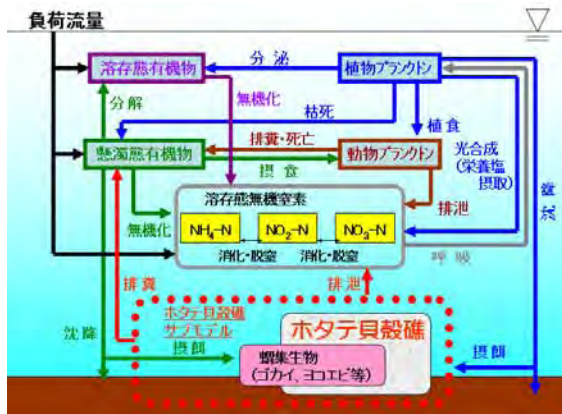 負荷流量
溶存態有機物
分泌
植物プランクトン
分解
無機化
枯死
植食
排糞・死亡
懸濁態有機物
動物プランクトン
摂食
光合成
(栄養塩
摂取)
沈降
溶存態無機窒素
排泄
無機化
NH₄-N
NO₂-N
NO₃-N
消化・脱窒
消化・脱窒
呼吸
排糞
排泄
ホタテ貝殻礁
サブモデル
ホタテ貝殻礁
沈降
摂餌
蝟集生物
(ゴカイ、ヨコエビ等)
摂餌